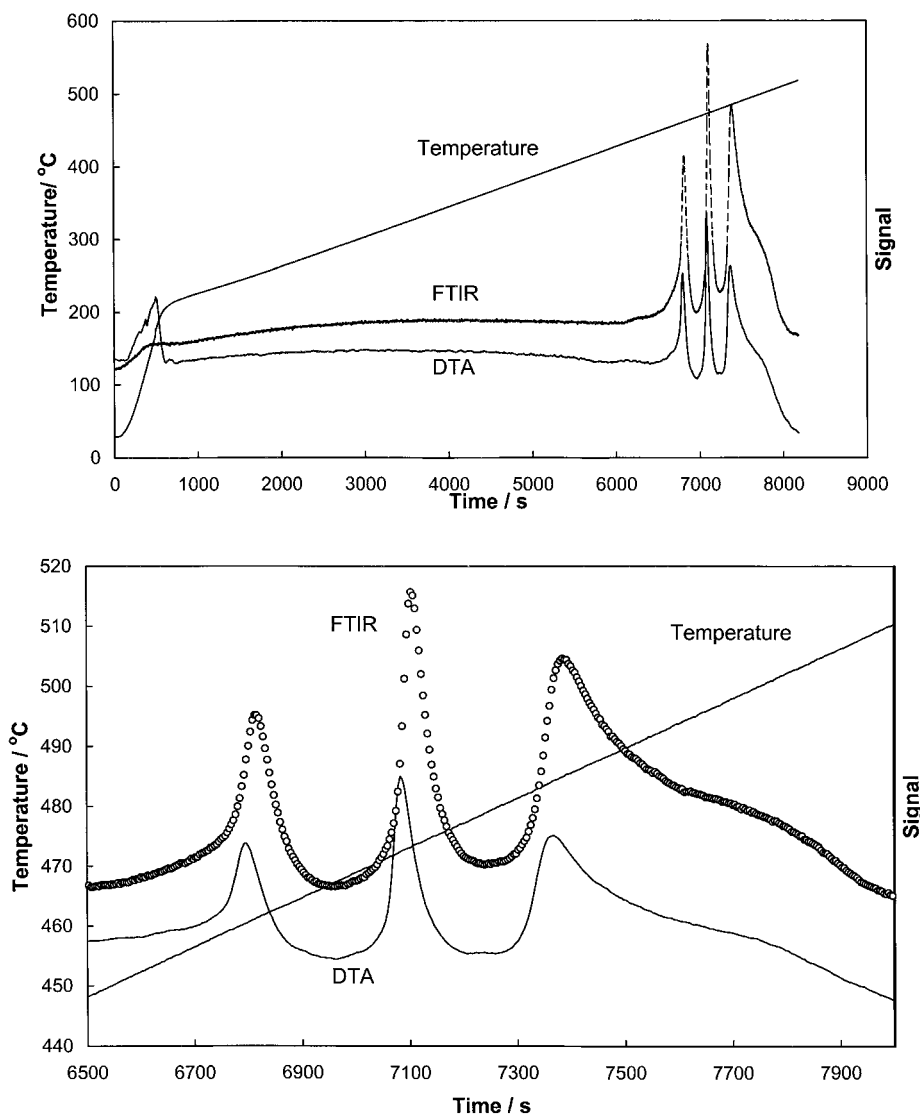 600
500
400
300
200
100
0
Temperature/ °C
Temperature
FTIR
DTA
Signal
0 1000 2000 3000 4000 5000 6000 7000 8000 9000
Time / s
520
510
500
490
480
470
460
450
440
Temperature / °C
FTIR
Temperature
DTA
Signal
6500 6700 6900 7100 7300 7500 7700 7900
Time / s